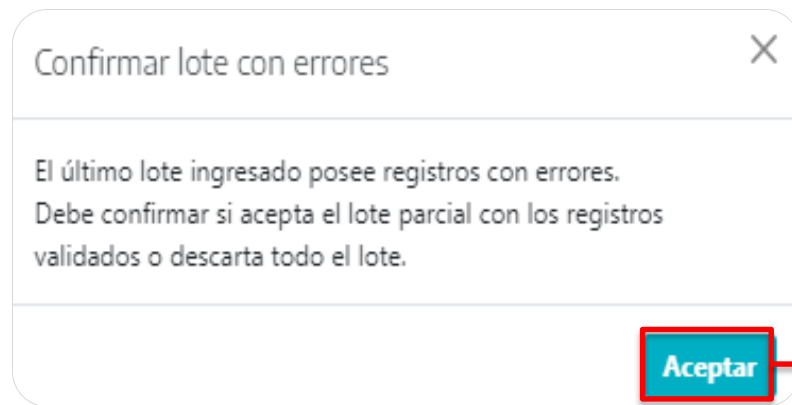 Confirmar lote con errores
El último lote ingresado posee registros con errores.
Debe confirmar si acepta el lote parcial con los registros
validados o descarta todo el lote.
Aceptar